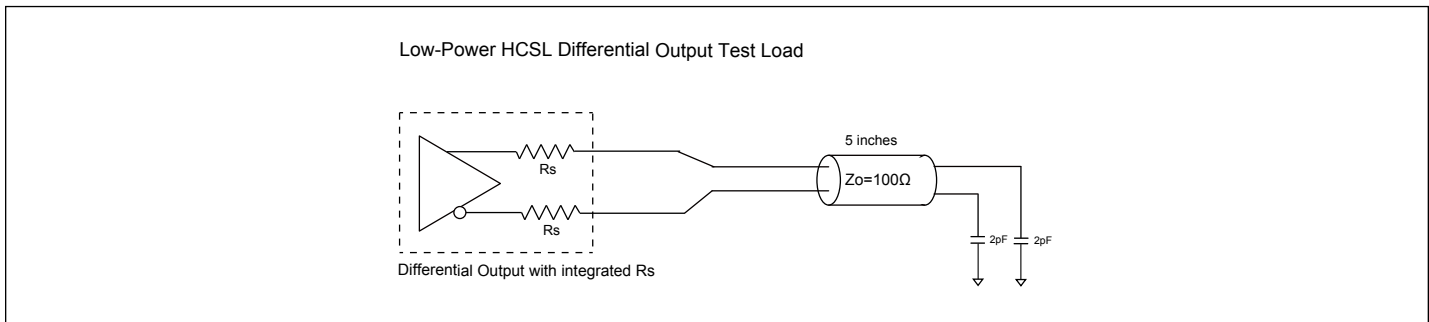 Low-Power HCSL Differential Output Test Load
5 inches
Rs
Zo=100Ω
Rs
2pF
2pF
Differential Output with integrated Rs